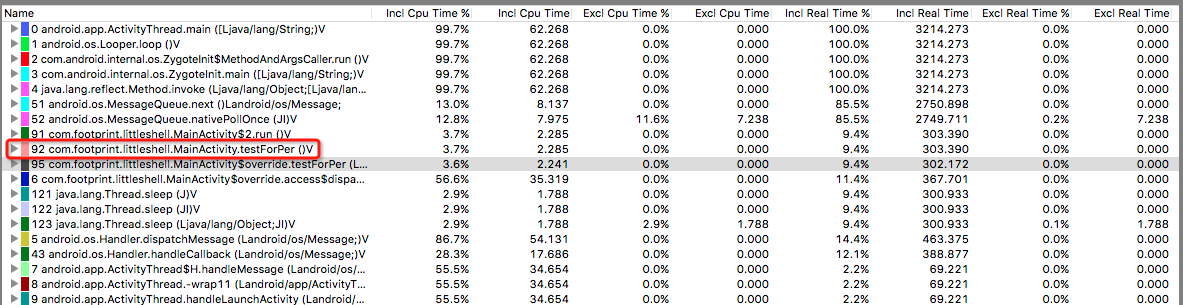 Name Incl Cpu Time % Incl Cpu Time Excl Cpu Time % Excl Cpu Time Incl Real Time % Incl Real Time Excl Real Time % Excl Real Time
0 android.app.ActivityThread.main ([Ljava/lang/String;)V 99.7% 62.268 0.0% 0.000 100.0% 3214.273 0.0% 0.000
1 android.os.Looper.loop ()V 99.7% 62.268 0.0% 0.000 100.0% 3214.273 0.0% 0.000
2 com.android.internal.os.ZygoteInit$MethodAndArgsCaller.run ()V 99.7% 62.268 0.0% 0.000 100.0% 3214.273 0.0% 0.000
3 com.android.internal.os.ZygoteInit.main ([Ljava/lang/String;)V 99.7% 62.268 0.0% 0.000 100.0% 3214.273 0.0% 0.000
4 java.lang.reflect.Method.invoke (Ljava/lang/Object;[Ljava/lan... 99.7% 62.268 0.0% 0.000 100.0% 3214.273 0.0% 0.000
51 android.os.MessageQueue.next ()Landroid/os/Message; 13.0% 8.137 0.0% 0.000 85.5% 2750.898 0.0% 0.000
52 android.os.MessageQueue.nativePollOnce (JI)V 12.8% 7.975 11.6% 7.238 85.5% 2749.711 0.2% 7.238
91 com.footprint.littleshell.MainActivity$2.run ()V 3.7% 2.285 0.0% 0.000 9.4% 303.390 0.0% 0.000
92 com.footprint.littleshell.MainActivity.testForPer ()V 3.7% 2.285 0.0% 0.000 9.4% 303.390 0.0% 0.000
95 com.footprint.littleshell.MainActivity$override.testForPer (L... 3.6% 2.241 0.0% 0.000 9.4% 302.172 0.0% 0.000
6 com.footprint.littleshell.MainActivity$override.access$dispa... 56.6% 35.319 0.0% 0.000 11.4% 367.701 0.0% 0.000
121 java.lang.Thread.sleep (J)V 2.9% 1.788 0.0% 0.000 9.4% 300.933 0.0% 0.000
122 java.lang.Thread.sleep (JI)V 2.9% 1.788 0.0% 0.000 9.4% 300.933 0.0% 0.000
123 java.lang.Thread.sleep (Ljava/lang/Object;JI)V 2.9% 1.788 2.9% 1.788 9.4% 300.933 0.1% 1.788
5 android.os.Handler.dispatchMessage (Landroid/os/Message;)V 86.7% 54.131 0.0% 0.000 14.4% 463.375 0.0% 0.000
43 android.os.Handler.handleCallback (Landroid/os/Message;)V 28.3% 17.686 0.0% 0.000 12.1% 388.877 0.0% 0.000
7 android.app.ActivityThread$H.handleMessage (Landroid/os/... 55.5% 34.654 0.0% 0.000 2.2% 69.221 0.0% 0.000
8 android.app.ActivityThread.-wrap11 (Landroid/app/ActivityT... 55.5% 34.654 0.0% 0.000 2.2% 69.221 0.0% 0.000
9 android.app.ActivityThread.handleLaunchActivity (Landroid/... 55.5% 34.654 0.0% 0.000 2.2% 69.221 0.0% 0.000